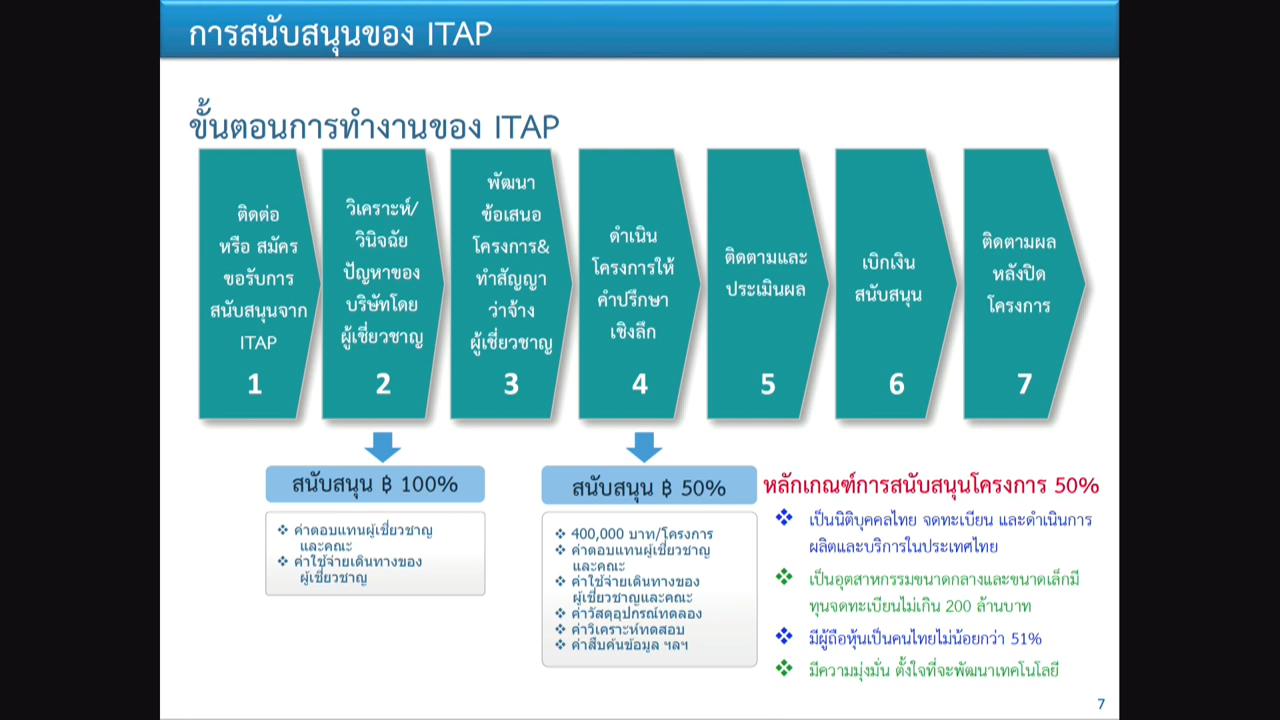 การสนับสนุนของ ITAP
ขั้นตอนการทำงานของ ITAP
ติดต่อ
หรือ สมัคร
ขอรับการ
สนับสนุนจาก
ITAP
1
วิเคราะห์/
วินิจฉัย
ปัญหาของ
บริษัทโดย
ผู้เชี่ยวชาญ
2
พัฒนา
ข้อเสนอ
โครงการ&
ทำสัญญา
ว่าจ้าง
ผู้เชี่ยวชาญ
3
ดำเนิน
โครงการให้
คำปรึกษา
เชิงลึก
4
ติดตามและ
ประเมินผล
5
เบิกเงิน
สนับสนุน
6
ติดตามผล
หลังปิด
โครงการ
7
สนับสนุน ฿ 100%
❖ ค่าตอบแทนผู้เชี่ยวชาญ
และคณะ
❖ ค่าใช้จ่ายเดินทางของ
ผู้เชี่ยวชาญ
สนับสนุน ฿ 50%
❖ 400,000 บาท/โครงการ
❖ ค่าตอบแทนผู้เชี่ยวชาญ
และคณะ
❖ ค่าใช้จ่ายเดินทางของ
ผู้เชี่ยวชาญและคณะ
❖ ค่าวัสดุอุปกรณ์ทดลอง
❖ ค่าวิเคราะห์ทดสอบ
❖ ค่าสืบค้นข้อมูล ฯลฯ
หลักเกณฑ์การสนับสนุนโครงการ 50%
❖ เป็นนิติบุคคลไทย จดทะเบียน และดำเนินการ
ผลิตและบริการในประเทศไทย
❖ เป็นอุตสาหกรรมขนาดกลางและขนาดเล็กมี
ทุนจดทะเบียนไม่เกิน 200 ล้านบาท
❖ มีผู้ถือหุ้นเป็นคนไทยไม่น้อยกว่า 51%
❖ มีความมุ่งมั่น ตั้งใจที่จะพัฒนาเทคโนโลยี
7